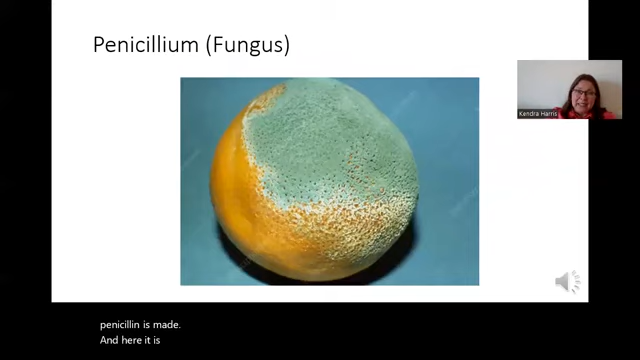 Penicillium (Fungus)
Kendra Harris
penicillin is made.
And here it is